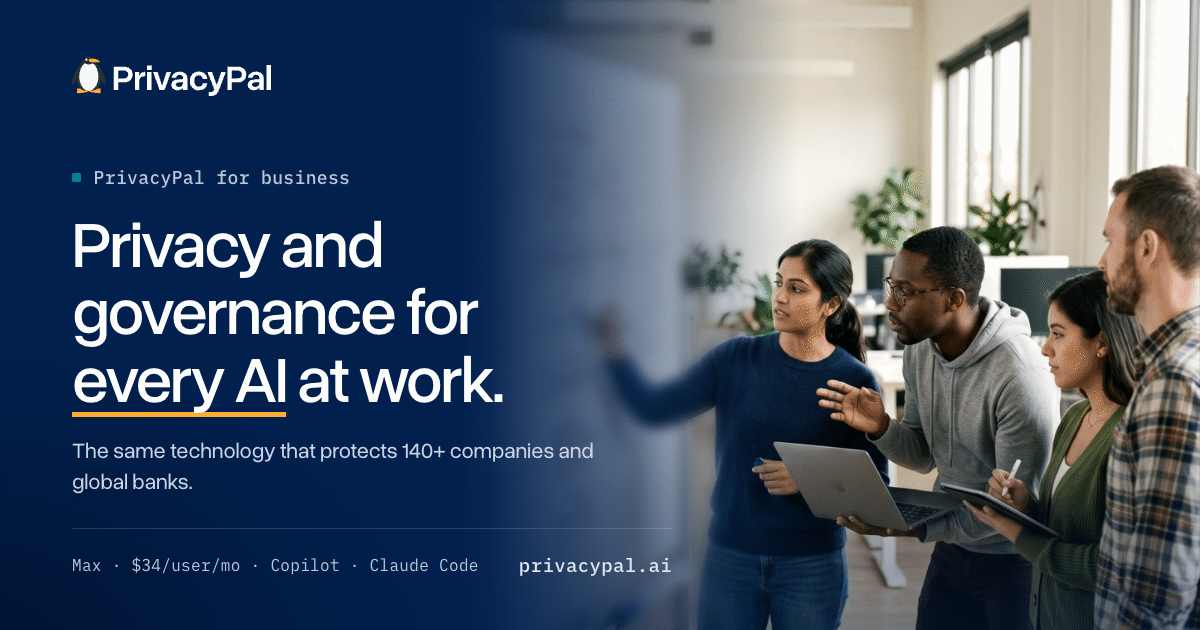 PrivacyPal
PrivacyPal for business
Privacy and
governance for
every AI at work.
The same technology that protects 140+ companies and
global banks.
Max · $34/user/mo · Copilot · Claude Code
privacypal.ai